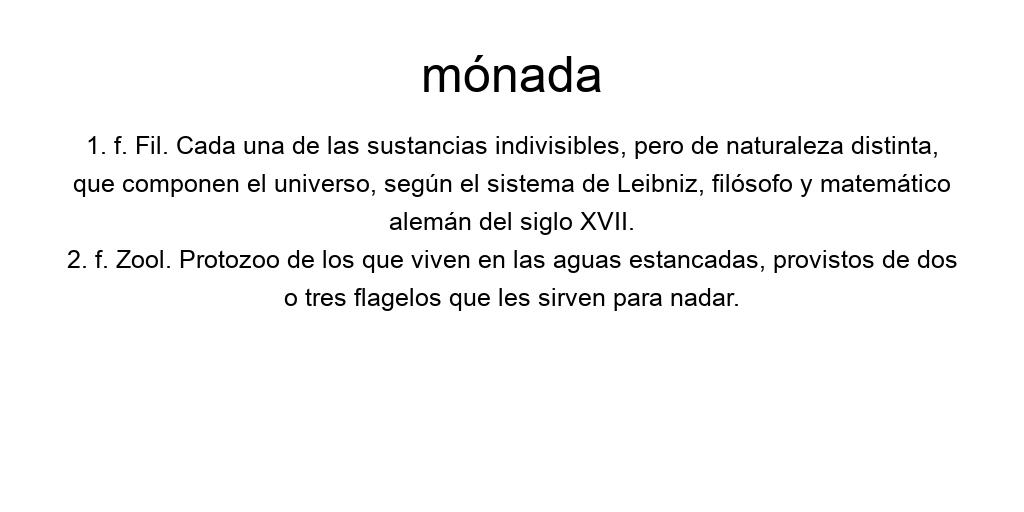 mónada
1. f. Fil. Cada una de las sustancias indivisibles, pero de naturaleza distinta,
que componen el universo, según el sistema de Leibniz, filósofo y matemático
alemán del siglo XVII.
2. f. Zool. Protozoo de los que viven en las aguas estancadas, provistos de dos
o tres flagelos que les sirven para nadar.